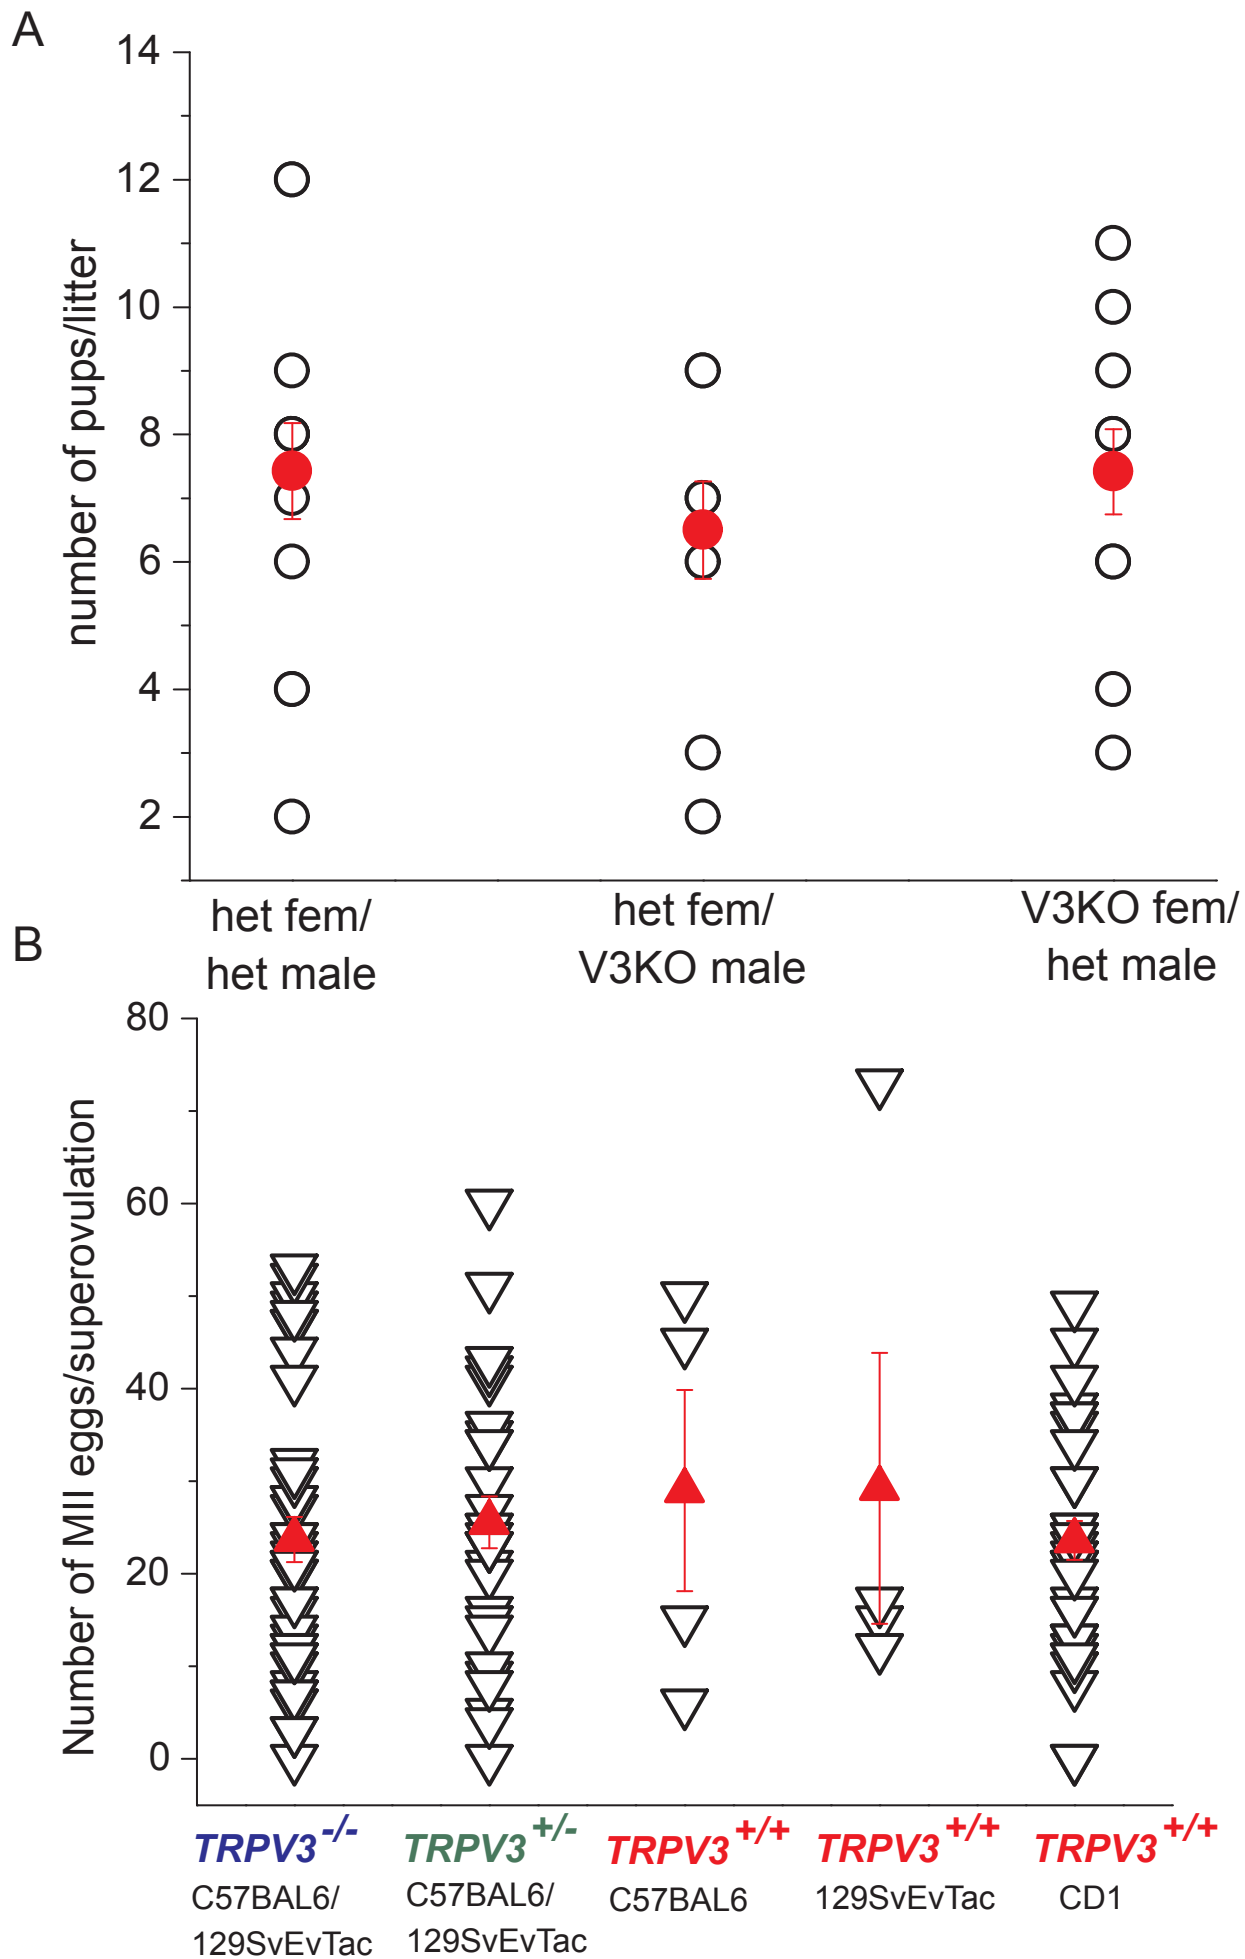 A
14
12
10
8
6
4
2
number of pups/litter
het fem/
het male
het fem/
V3KO male
V3KO fem/
het male
B
80
60
40
20
0
Number of MII eggs/superovulation
TRPV3 -/-
C57BAL6/
129SvEvTac
TRPV3 +/-
C57BAL6/
129SvEvTac
TRPV3 +/+
C57BAL6
TRPV3 +/+
129SvEvTac
TRPV3 +/+
CD1